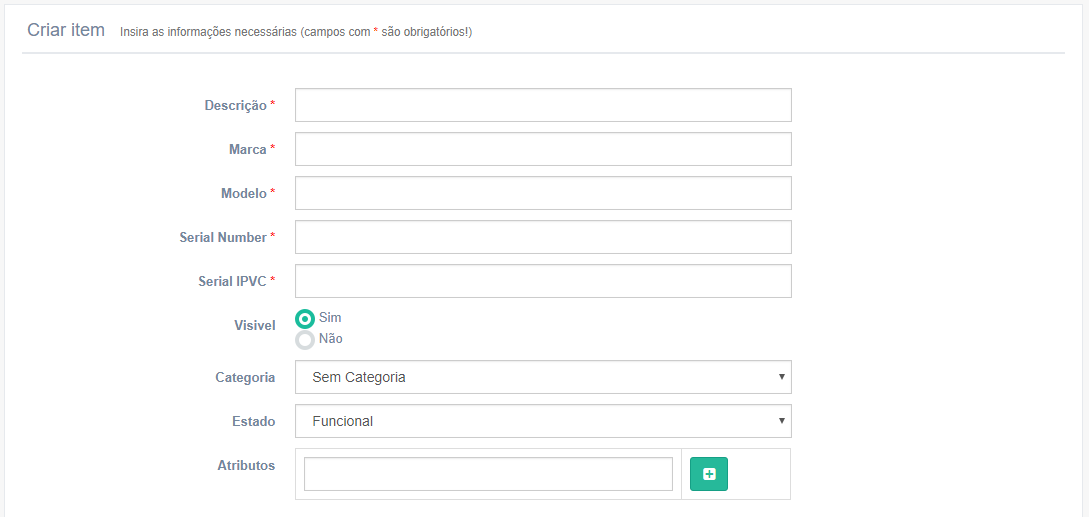 Criar item Insira as informações necessárias (campos com * são obrigatórios!)
Descrição *
Marca *
Modelo *
Serial Number *
Serial IPVC *
Visivel Sim
Não
Categoria Sem Categoria
Estado Funcional
Atributos